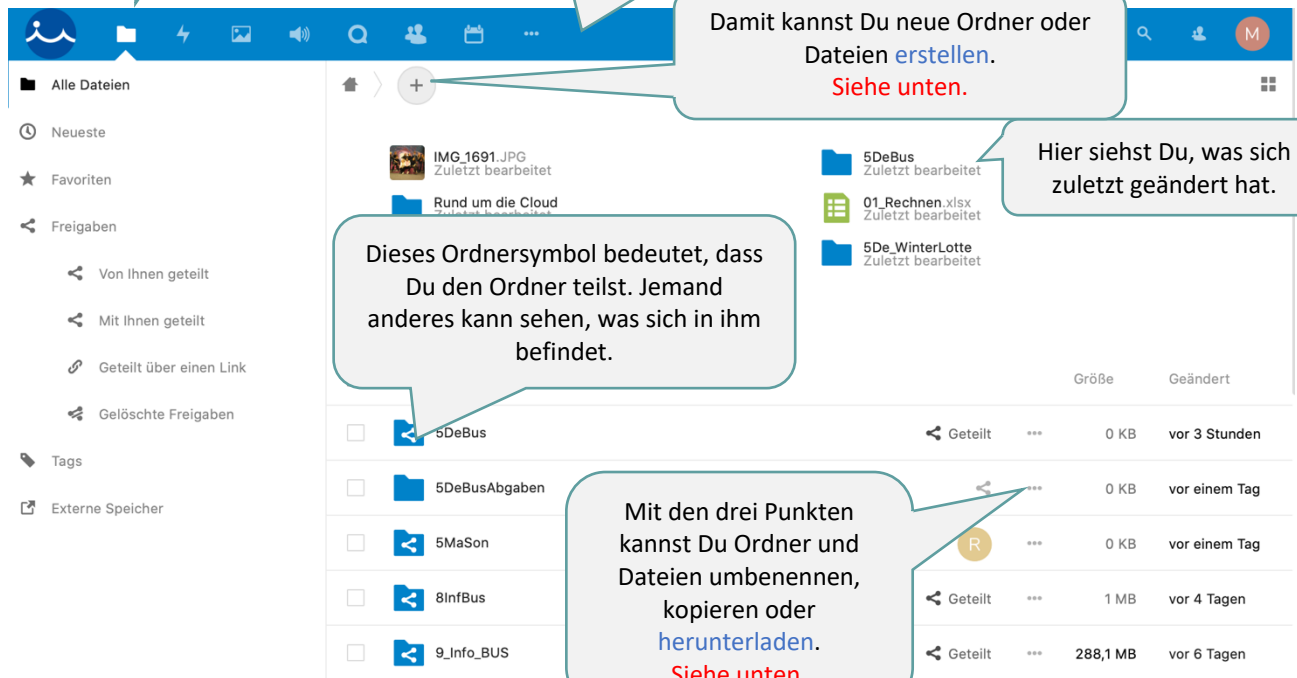 Damit kannst Du neue Ordner oder
Dateien erstellen.
Siehe unten.
M
Alle Dateien
Neueste
Favoriten
Freigaben
Von Ihnen geteilt
Mit Ihnen geteilt
Geteilt über einen Link
Gelöschte Freigaben
Tags
Externe Speicher
IMG_1691.JPG
Zuletzt bearbeitet
Rund um die Cloud
Zuletzt bearbeitet
5DeBus
Zuletzt bearbeitet
01_Rechnen.xlsx
Zuletzt bearbeitet
5De_WinterLotte
Zuletzt bearbeitet
Hier siehst Du, was sich
zuletzt geändert hat.
Dieses Ordnersymbol bedeutet, dass
Du den Ordner teilst. Jemand
anderes kann sehen, was sich in ihm
befindet.
Größe Geändert
5DeBus Geteilt 0 KB vor 3 Stunden
5DeBusAbgaben 0 KB vor einem Tag
5MaSon R 0 KB vor einem Tag
8InfBus Geteilt 1 MB vor 4 Tagen
9_Info_BUS Geteilt 288,1 MB vor 6 Tagen
Mit den drei Punkten
kannst Du Ordner und
Dateien umbenennen,
kopieren oder
herunterladen.
Siehe unten